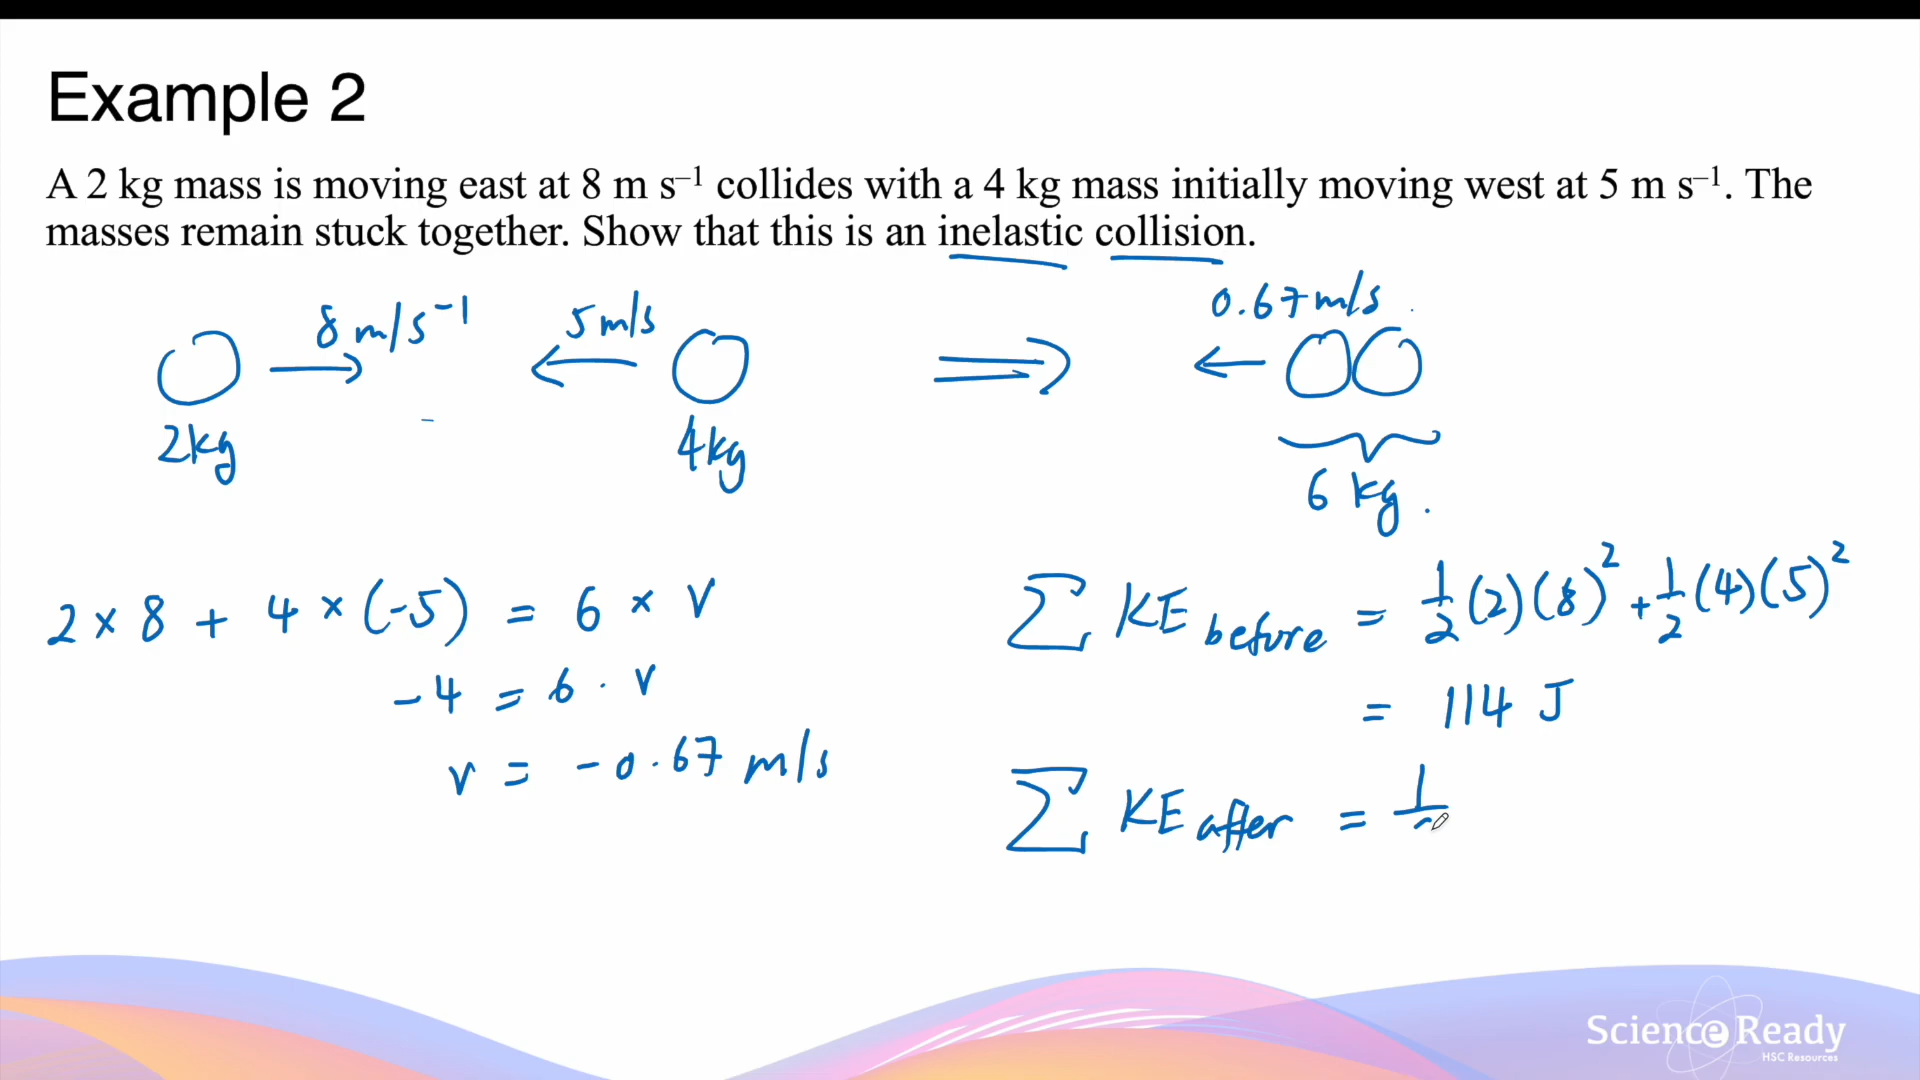 Example 2
A 2 kg mass is moving east at 8 m s⁻¹ collides with a 4 kg mass initially moving west at 5 m s⁻¹. The
masses remain stuck together. Show that this is an inelastic collision.
8 m/s⁻¹
5 m/s
0.67 m/s
2kg
4kg
6 kg.
2 × 8 + 4 × (-5) = 6 × v
-4 = 6 · v
v = -0.67 m/s
∑ KE before = 1/2 (2)(8)² + 1/2 (4)(5)²
= 114 J
∑ KE after = 1
Science Ready
HSC Resources